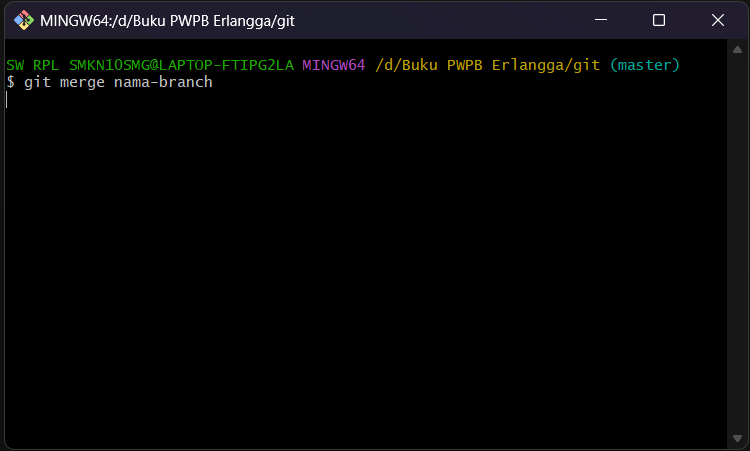 MINGW64:/d/Buku PWPB Erlangga/git
SW RPL SMKN10SMG@LAPTOP-FTIPG2LA MINGW64 /d/Buku PWPB Erlangga/git (master)
$ git merge nama-branch